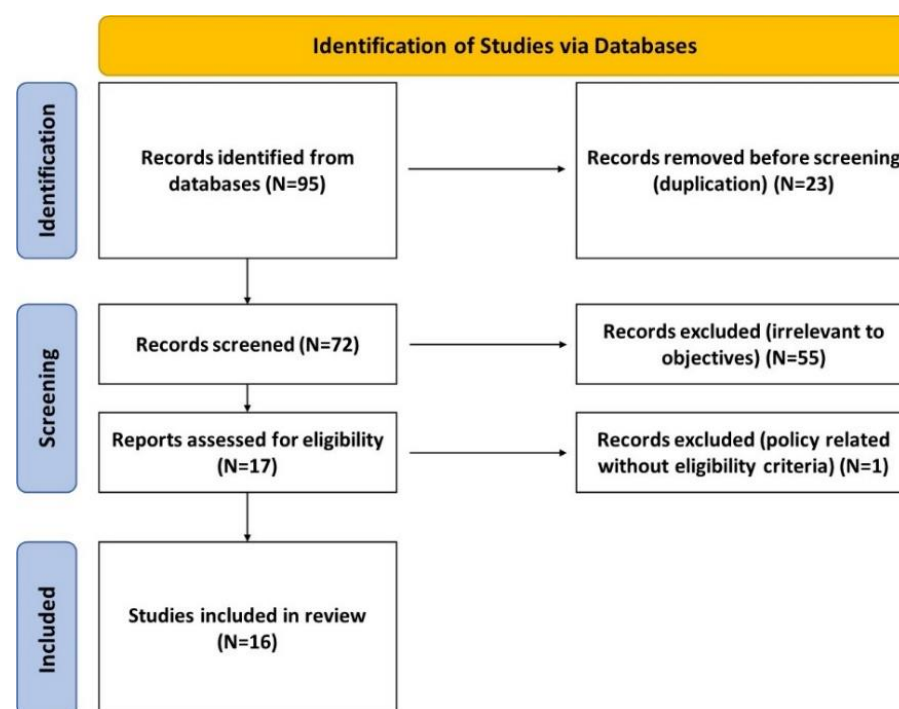 Identification of Studies via Databases
Identification
Records identified from
databases (N=95)
Records removed before screening
(duplication) (N=23)
Screening
Records screened (N=72)
Records excluded (irrelevant to
objectives) (N=55)
Reports assessed for eligibility
(N=17)
Records excluded (policy related
without eligibility criteria) (N=1)
Included
Studies included in review
(N=16)